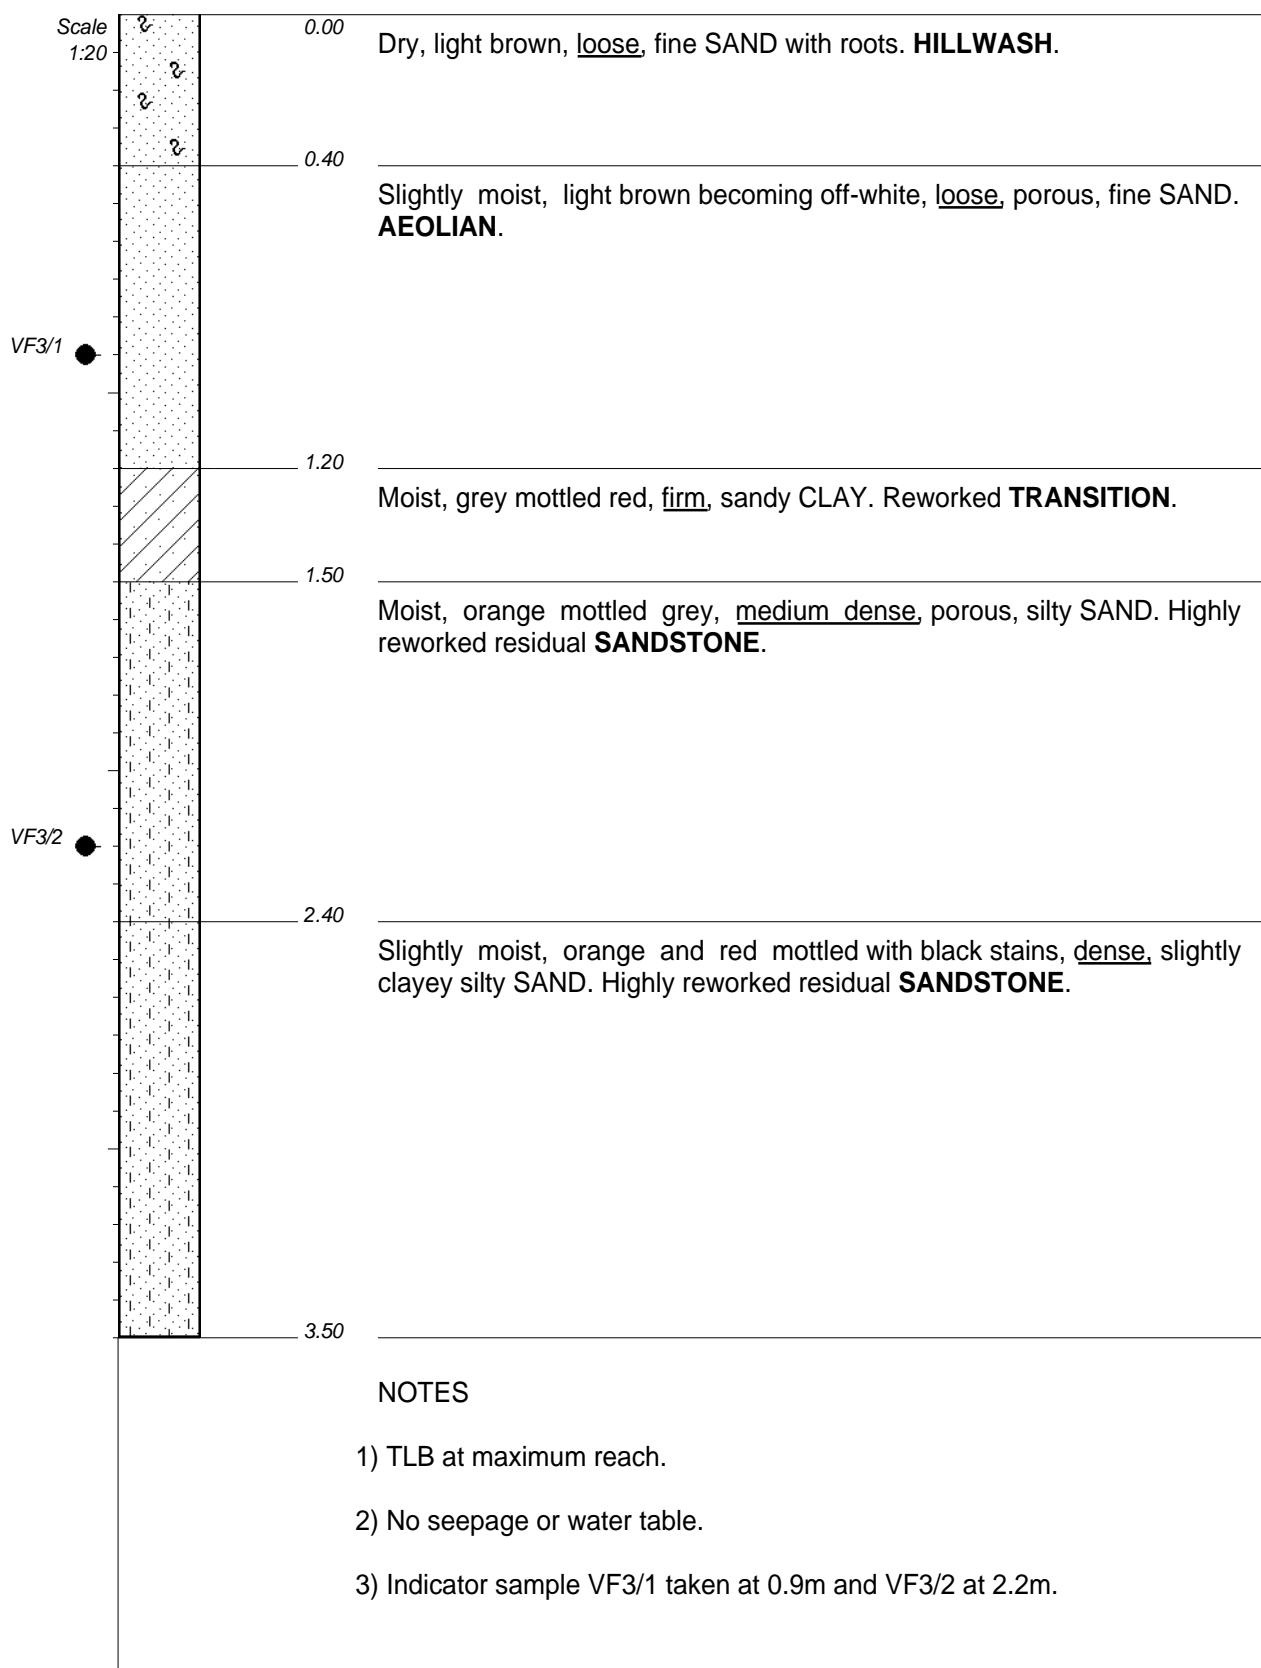 Scale
1:20
0.00
Dry, light brown, loose, fine SAND with roots. HILLWASH.
0.40
Slightly moist, light brown becoming off-white, loose, porous, fine SAND.
AEOLIAN.
VF3/1
1.20
Moist, grey mottled red, firm, sandy CLAY. Reworked TRANSITION.
1.50
Moist, orange mottled grey, medium dense, porous, silty SAND. Highly
reworked residual SANDSTONE.
VF3/2
2.40
Slightly moist, orange and red mottled with black stains, dense, slightly
clayey silty SAND. Highly reworked residual SANDSTONE.
3.50
NOTES
1) TLB at maximum reach.
2) No seepage or water table.
3) Indicator sample VF3/1 taken at 0.9m and VF3/2 at 2.2m.